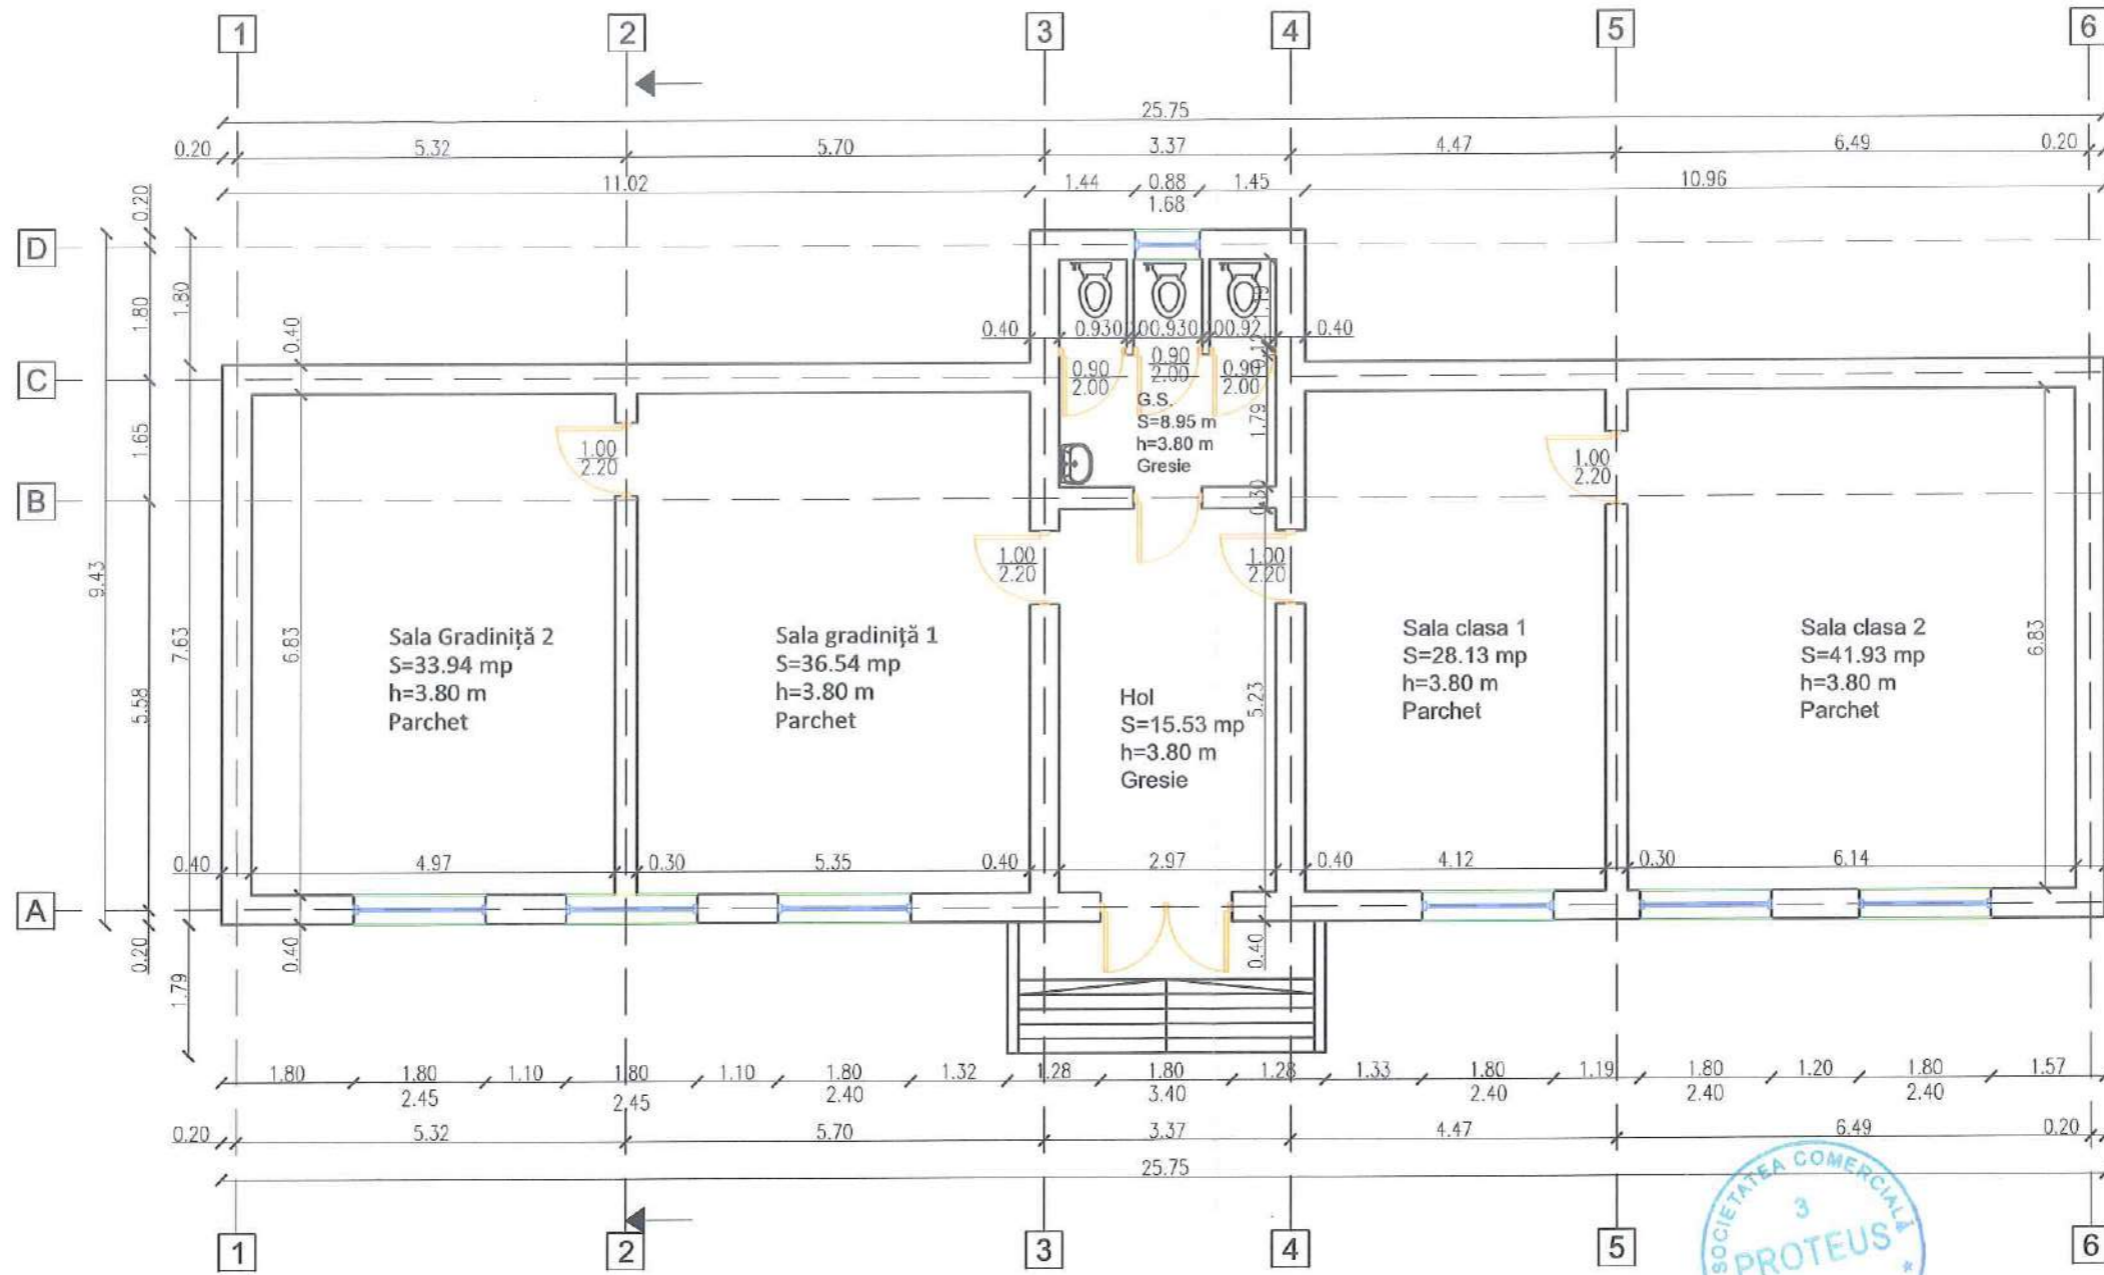 1 2 3 4 5 6
25.75
0.20 5.32 5.70 3.37 4.47 6.49 0.20
11.02 1.44 0.88 1.45 10.96
1.68
0.20
D
1.80
1.80
0.40
0.40 0.930 00.930 00.92 0.40
C
0.90
2.00
0.90
2.00
0.90
2.00
G.S.
S=8.95 m
h=3.80 m
Gresie
1.79
1.65
1.00
2.20
1.00
2.20
B
0.30
1.00
2.20
1.00
2.20
9.43
7.63
5.58
6.83
Sala Gradiniță 2
S=33.94 mp
h=3.80 m
Parchet
Sala gradiniță 1
S=36.54 mp
h=3.80 m
Parchet
Hol
S=15.53 mp
h=3.80 m
Gresie
5.23
Sala clasa 1
S=28.13 mp
h=3.80 m
Parchet
Sala clasa 2
S=41.93 mp
h=3.80 m
Parchet
6.83
0.40 4.97 0.30 5.35 0.40 2.97 0.40 4.12 0.30 6.14
A
0.20
0.40
0.40
1.79
1.80 1.80 1.10 1.80 1.10 1.80 1.32 1.28 1.80 1.28 1.33 1.80 1.19 1.80 1.20 1.80 1.57
2.45 2.45 2.40 3.40 2.40 2.40 2.40
0.20 5.32 5.70 3.37 4.47 6.49 0.20
25.75
SOCIETATEA COMERCIALĂ *
3
PROTEUS
1 2 3 4 5 6